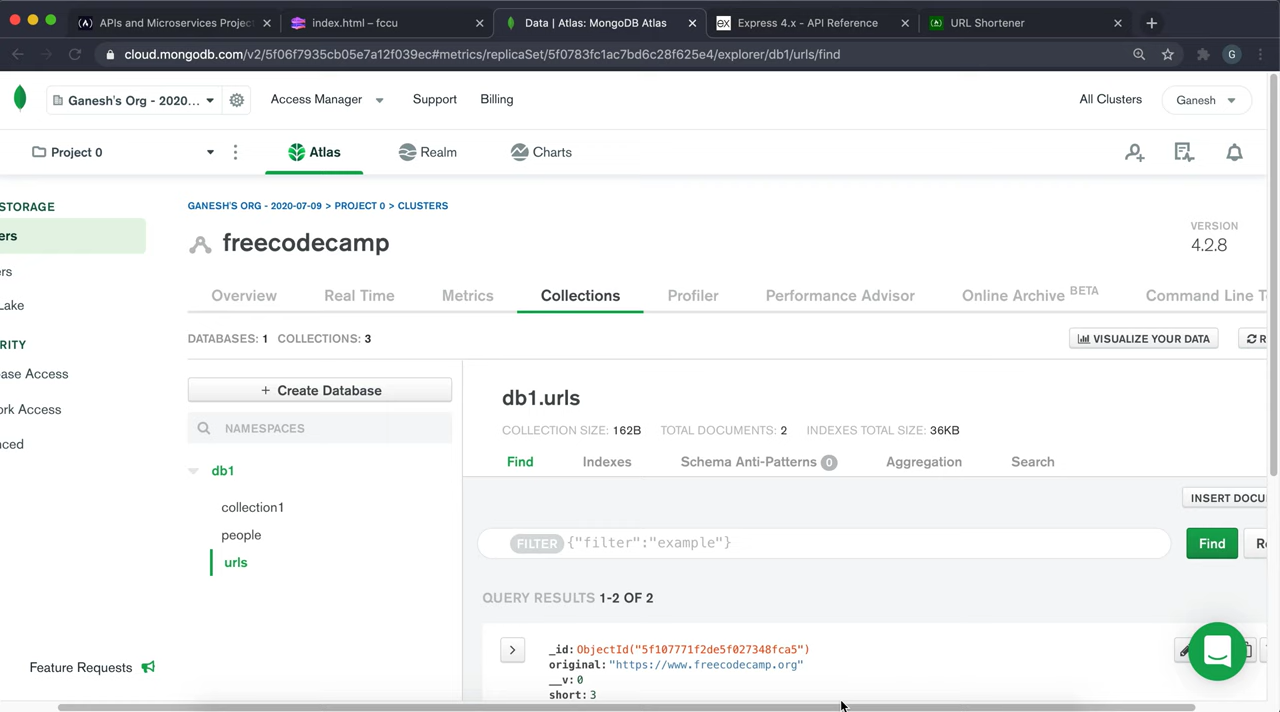 APIs and Microservices Projec
index.html – fccu
Data | Atlas: MongoDB Atlas
Express 4.x - API Reference
URL Shortener
cloud.mongodb.com/v2/5f06f7935cb05e7a12f039ec#metrics/replicaSet/5f0783fc1ac7bd6c28f625e4/explorer/db1/urls/find
G
Ganesh's Org - 2020...
Access Manager
Support
Billing
All Clusters
Ganesh
Project 0
Atlas
Realm
Charts
STORAGE
ers
ers
Lake
RITY
ase Access
ork Access
nced
Feature Requests
GANESH'S ORG - 2020-07-09 > PROJECT 0 > CLUSTERS
freecodecamp
VERSION
4.2.8
Overview
Real Time
Metrics
Collections
Profiler
Performance Advisor
Online Archive BETA
Command Line T
DATABASES: 1 COLLECTIONS: 3
VISUALIZE YOUR DATA
R
+ Create Database
NAMESPACES
db1
collection1
people
urls
db1.urls
COLLECTION SIZE: 162B TOTAL DOCUMENTS: 2 INDEXES TOTAL SIZE: 36KB
Find
Indexes
Schema Anti-Patterns 0
Aggregation
Search
INSERT DOCU
FILTER {"filter":"example"}
Find
Re
QUERY RESULTS 1-2 OF 2
_id: ObjectId("5f107771f2de5f027348fca5")
original: "https://www.freecodecamp.org"
__v: 0
short: 3